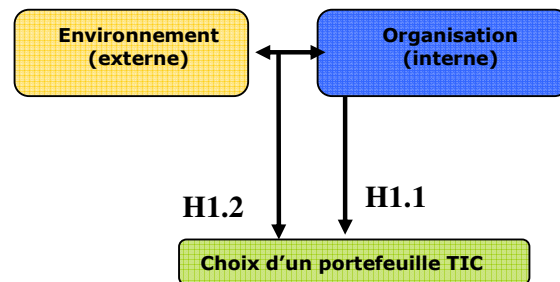 Environnement
(externe)
Organisation
(interne)
H1.2
H1.1
Choix d'un portefeuille TIC